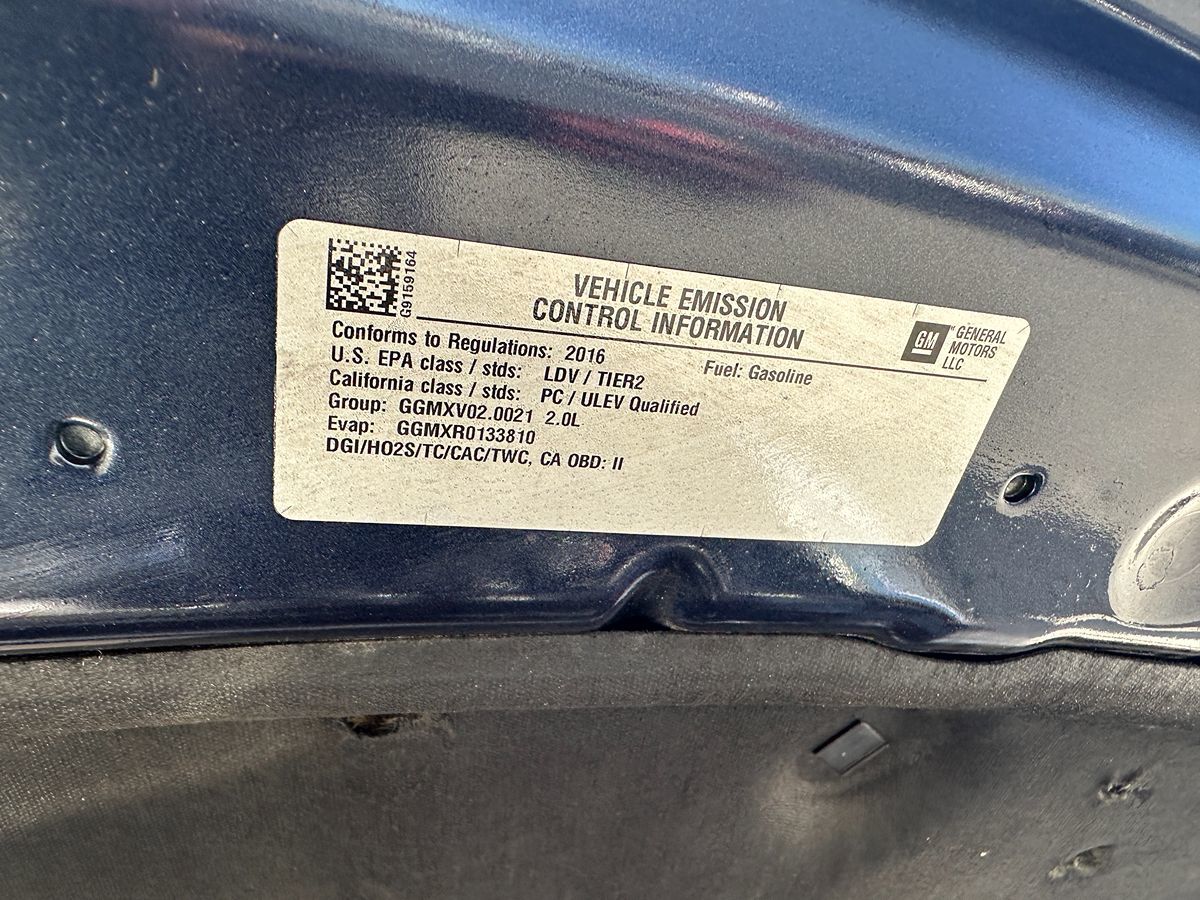 G9159164
VEHICLE EMISSION
CONTROL INFORMATION
GM
GENERAL
MOTORS
LLC
Conforms to Regulations: 2016
Fuel: Gasoline
U.S. EPA class / stds: LDV / TIER2
California class / stds: PC / ULEV Qualified
Group: GGMXV02.0021 2.0L
Evap: GGMXR0133810
DGI/HO2S/TC/CAC/TWC, CA OBD: II